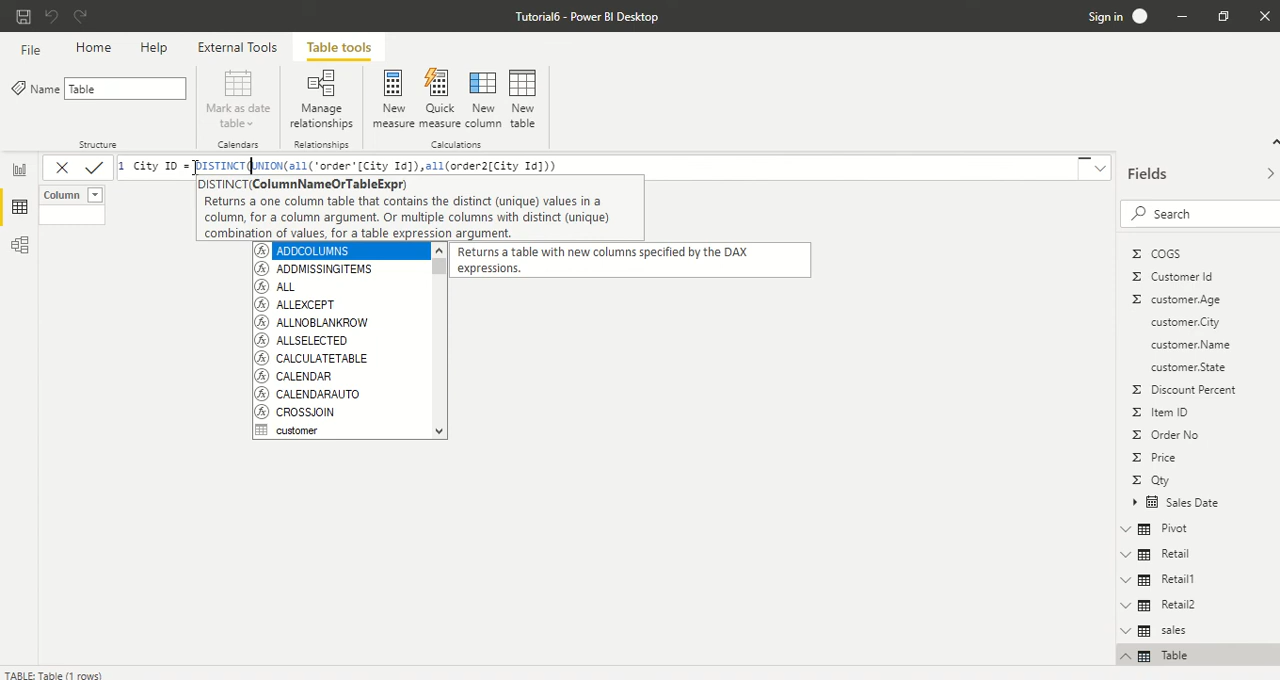 Tutorial6 - Power BI Desktop
Sign in
File
Home
Help
External Tools
Table tools
Name
Table
Mark as date
table
Manage
relationships
New
measure
Quick
measure
New
column
New
table
Structure
Calendars
Relationships
Calculations
1 City ID = DISTINCT(UNION(all('order'[City Id]),all(order2[City Id]))
Column
DISTINCT(ColumnNameOrTableExpr)
Returns a one column table that contains the distinct (unique) values in a
column, for a column argument. Or multiple columns with distinct (unique)
combination of values, for a table expression argument.
ADDCOLUMNS
ADDMISSINGITEMS
ALL
ALLEXCEPT
ALLNOBLANKROW
ALLSELECTED
CALCULATETABLE
CALENDAR
CALENDARAUTO
CROSSJOIN
customer
Returns a table with new columns specified by the DAX
expressions.
Fields
Search
Σ COGS
Σ Customer Id
Σ customer.Age
customer.City
customer.Name
customer.State
Σ Discount Percent
Σ Item ID
Σ Order No
Σ Price
Σ Qty
Sales Date
Pivot
Retail
Retail1
Retail2
sales
Table
TABLE: Table (1 rows)